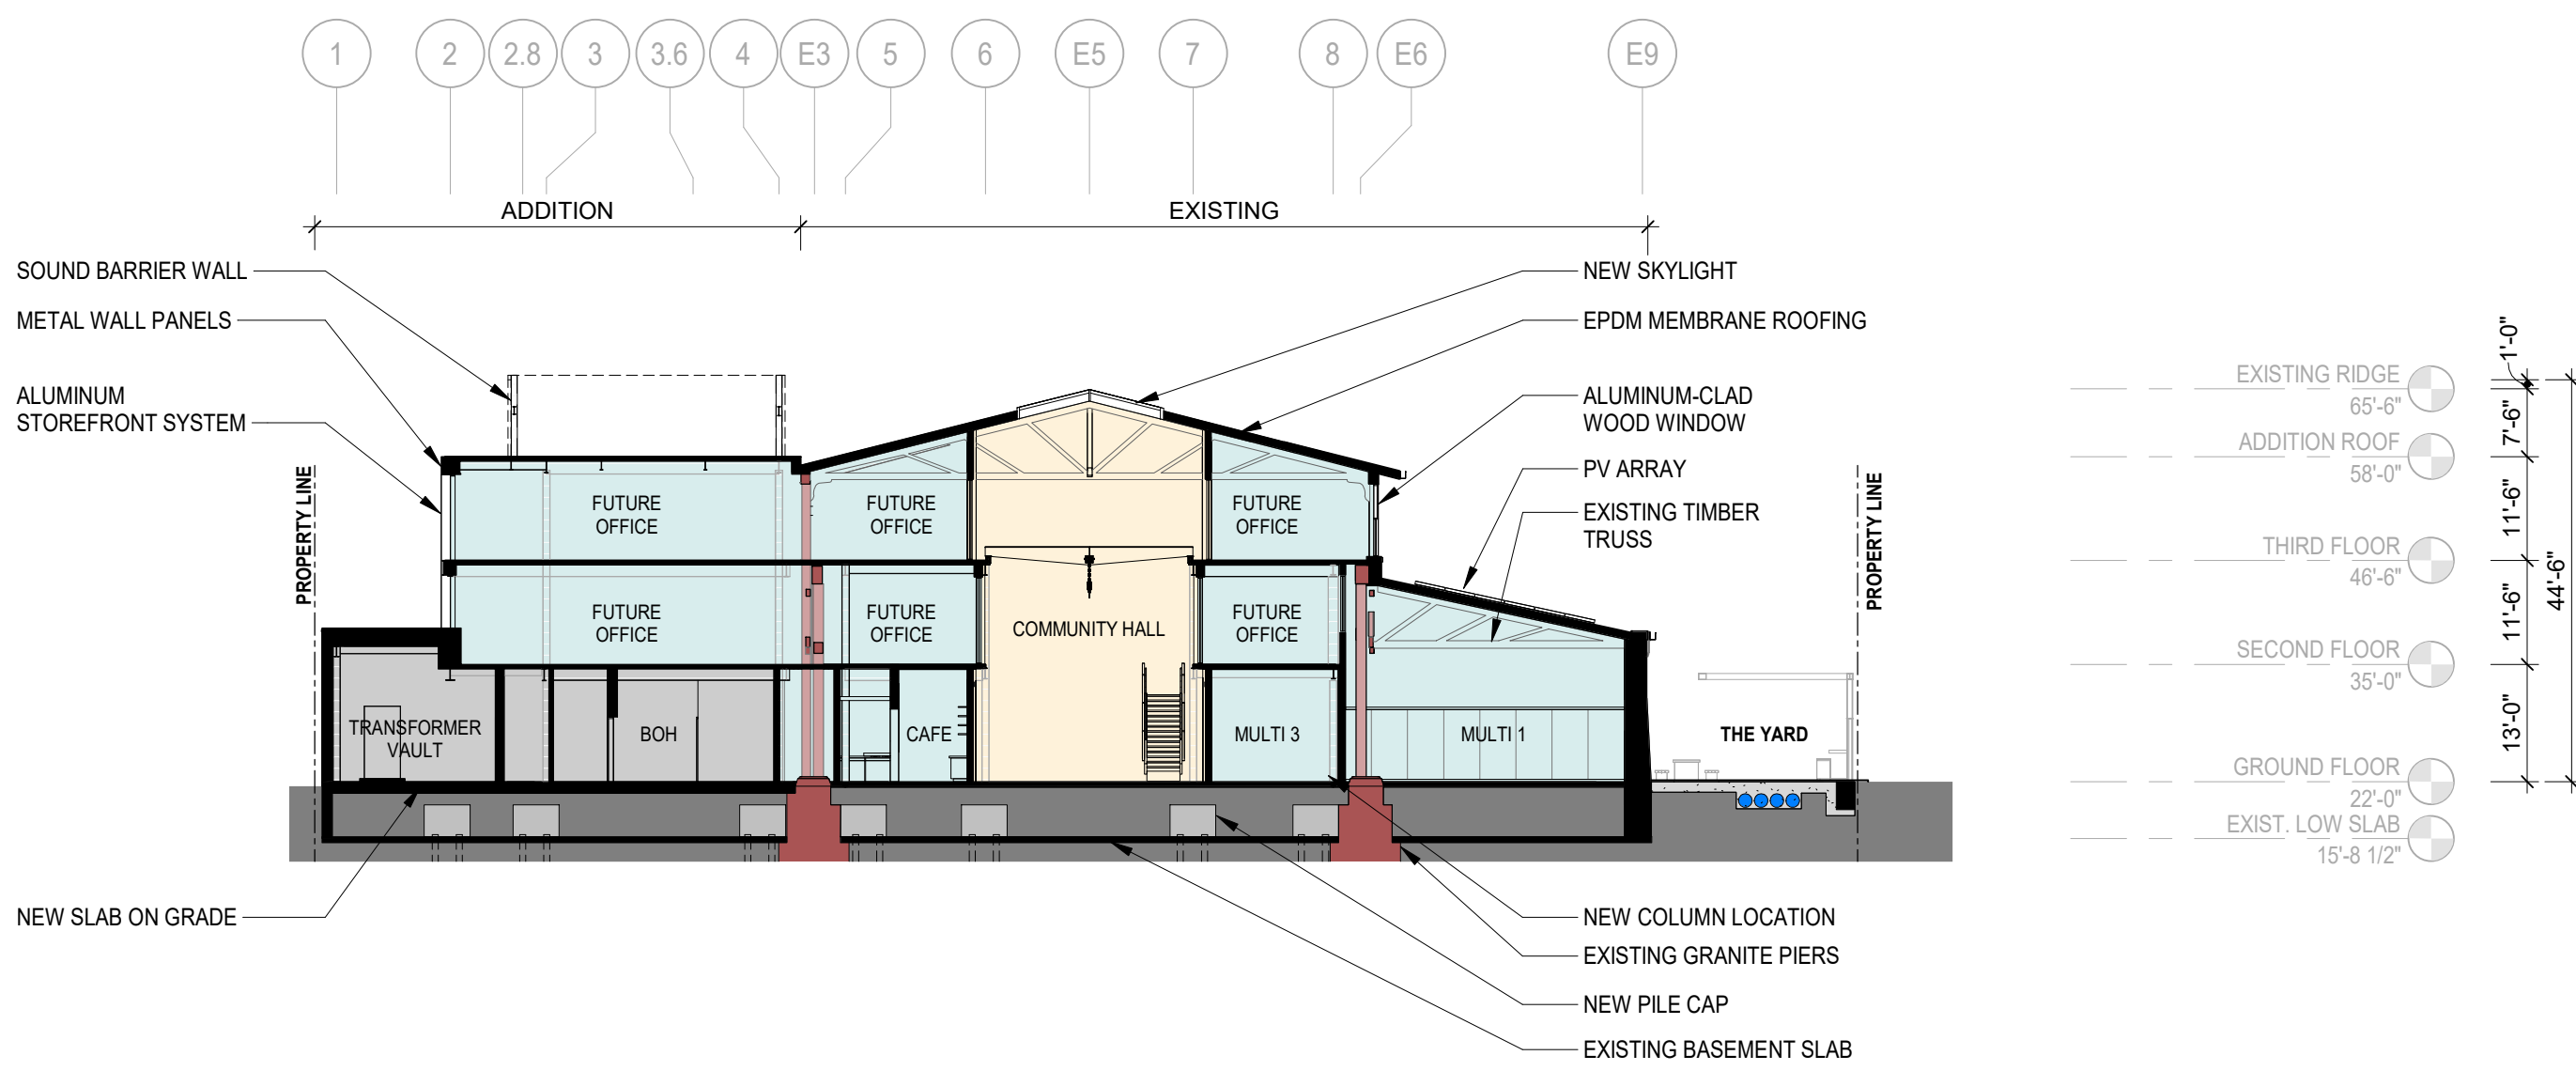 1
2
2.8
3
3.6
4
E3
5
6
E5
7
8
E6
E9
ADDITION
EXISTING
SOUND BARRIER WALL
METAL WALL PANELS
ALUMINUM
STOREFRONT SYSTEM
NEW SLAB ON GRADE
PROPERTY LINE
FUTURE
OFFICE
FUTURE
OFFICE
FUTURE
OFFICE
FUTURE
OFFICE
FUTURE
OFFICE
COMMUNITY HALL
FUTURE
OFFICE
TRANSFORMER
VAULT
BOH
CAFE
MULTI 3
MULTI 1
THE YARD
PROPERTY LINE
NEW SKYLIGHT
EPDM MEMBRANE ROOFING
ALUMINUM-CLAD
WOOD WINDOW
PV ARRAY
EXISTING TIMBER
TRUSS
NEW COLUMN LOCATION
EXISTING GRANITE PIERS
NEW PILE CAP
EXISTING BASEMENT SLAB
EXISTING RIDGE
65'-6"
ADDITION ROOF
58'-0"
THIRD FLOOR
46'-6"
SECOND FLOOR
35'-0"
GROUND FLOOR
22'-0"
EXIST. LOW SLAB
15'-8 1/2"
1'-0"
7'-6"
11'-6"
11'-6"
13'-0"
44'-6"